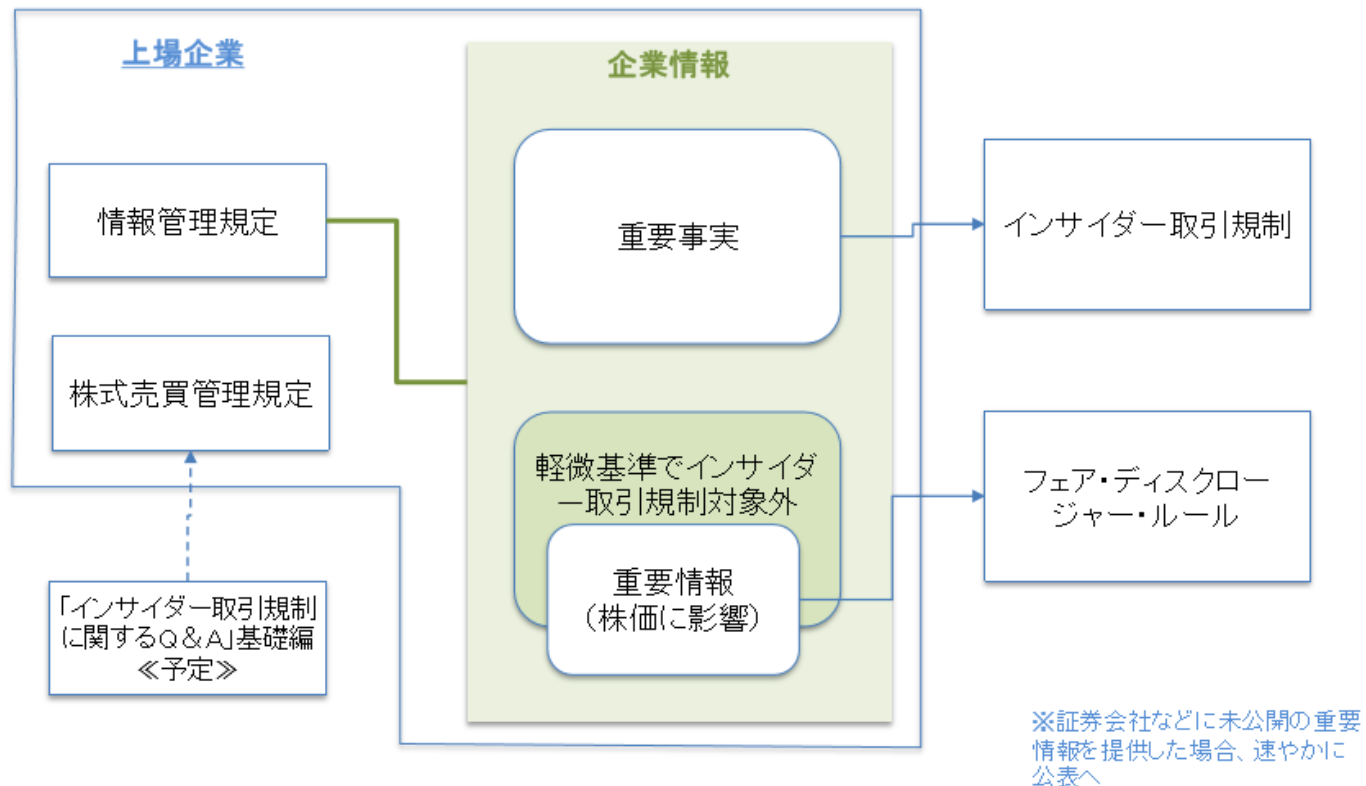 上場企業
企業情報
情報管理規定
重要事実
インサイダー取引規制
株式売買管理規定
軽微基準でインサイダ
ー取引規制対象外
重要情報
(株価に影響)
フェア・ディスクロー
ジャー・ルール
「インサイダー取引規制
に関するQ&A」基礎編
≪予定≫
※証券会社などに未公開の重要
情報を提供した場合、速やかに
公表へ